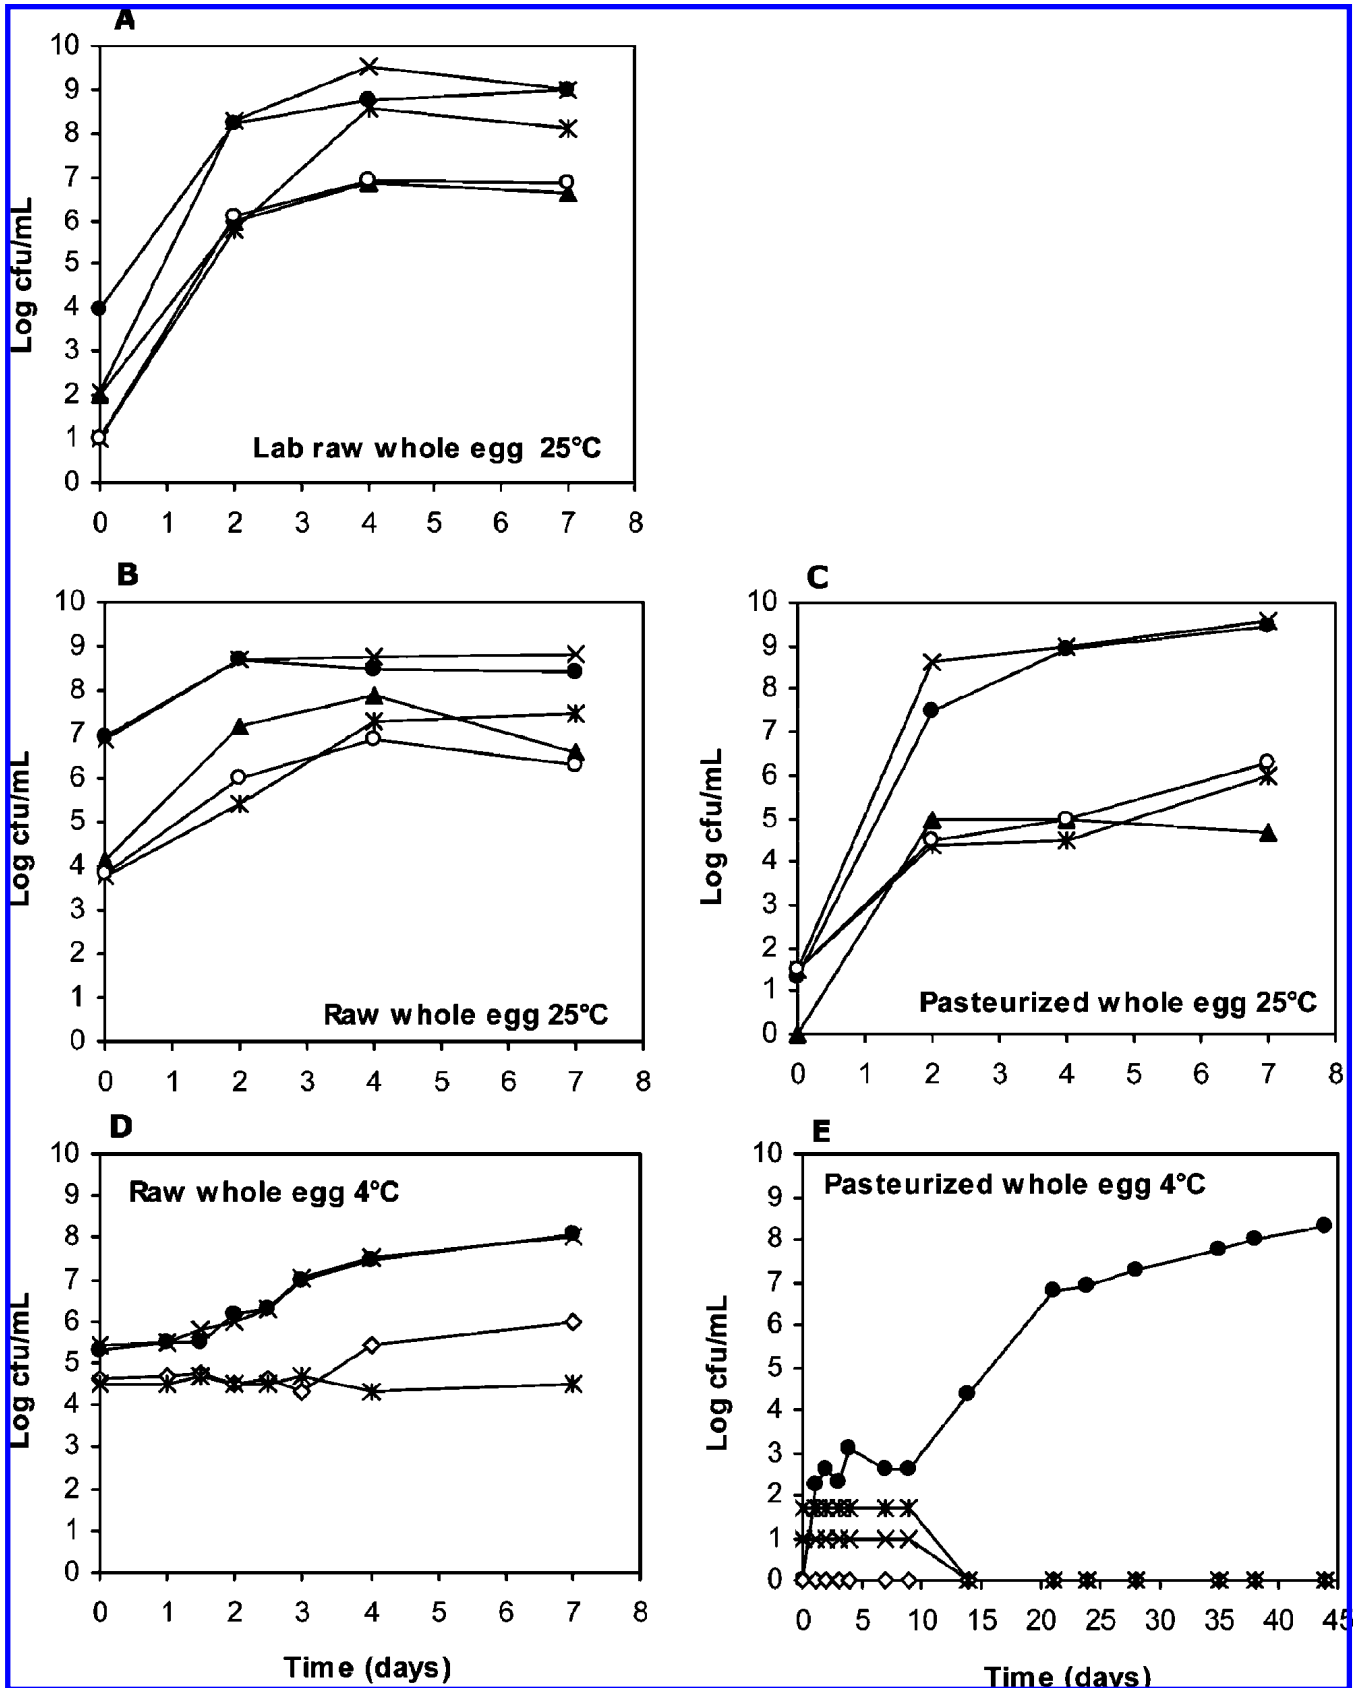 A
10
9
8
7
6
5
4
3
2
1
0
Log cfu/mL
Lab raw whole egg 25°C
0 1 2 3 4 5 6 7 8
B
10
9
8
7
6
5
4
3
2
1
0
Log cfu/mL
Raw whole egg 25°C
0 1 2 3 4 5 6 7 8
C
10
9
8
7
6
5
4
3
2
1
0
Log cfu/mL
Pasteurized whole egg 25°C
0 1 2 3 4 5 6 7 8
D
10
9
8
7
6
5
4
3
2
1
0
Log cfu/mL
Raw whole egg 4°C
0 1 2 3 4 5 6 7 8
Time (days)
E
10
9
8
7
6
5
4
3
2
1
0
Log cfu/mL
Pasteurized whole egg 4°C
0 5 10 15 20 25 30 35 40 45
Time (days)